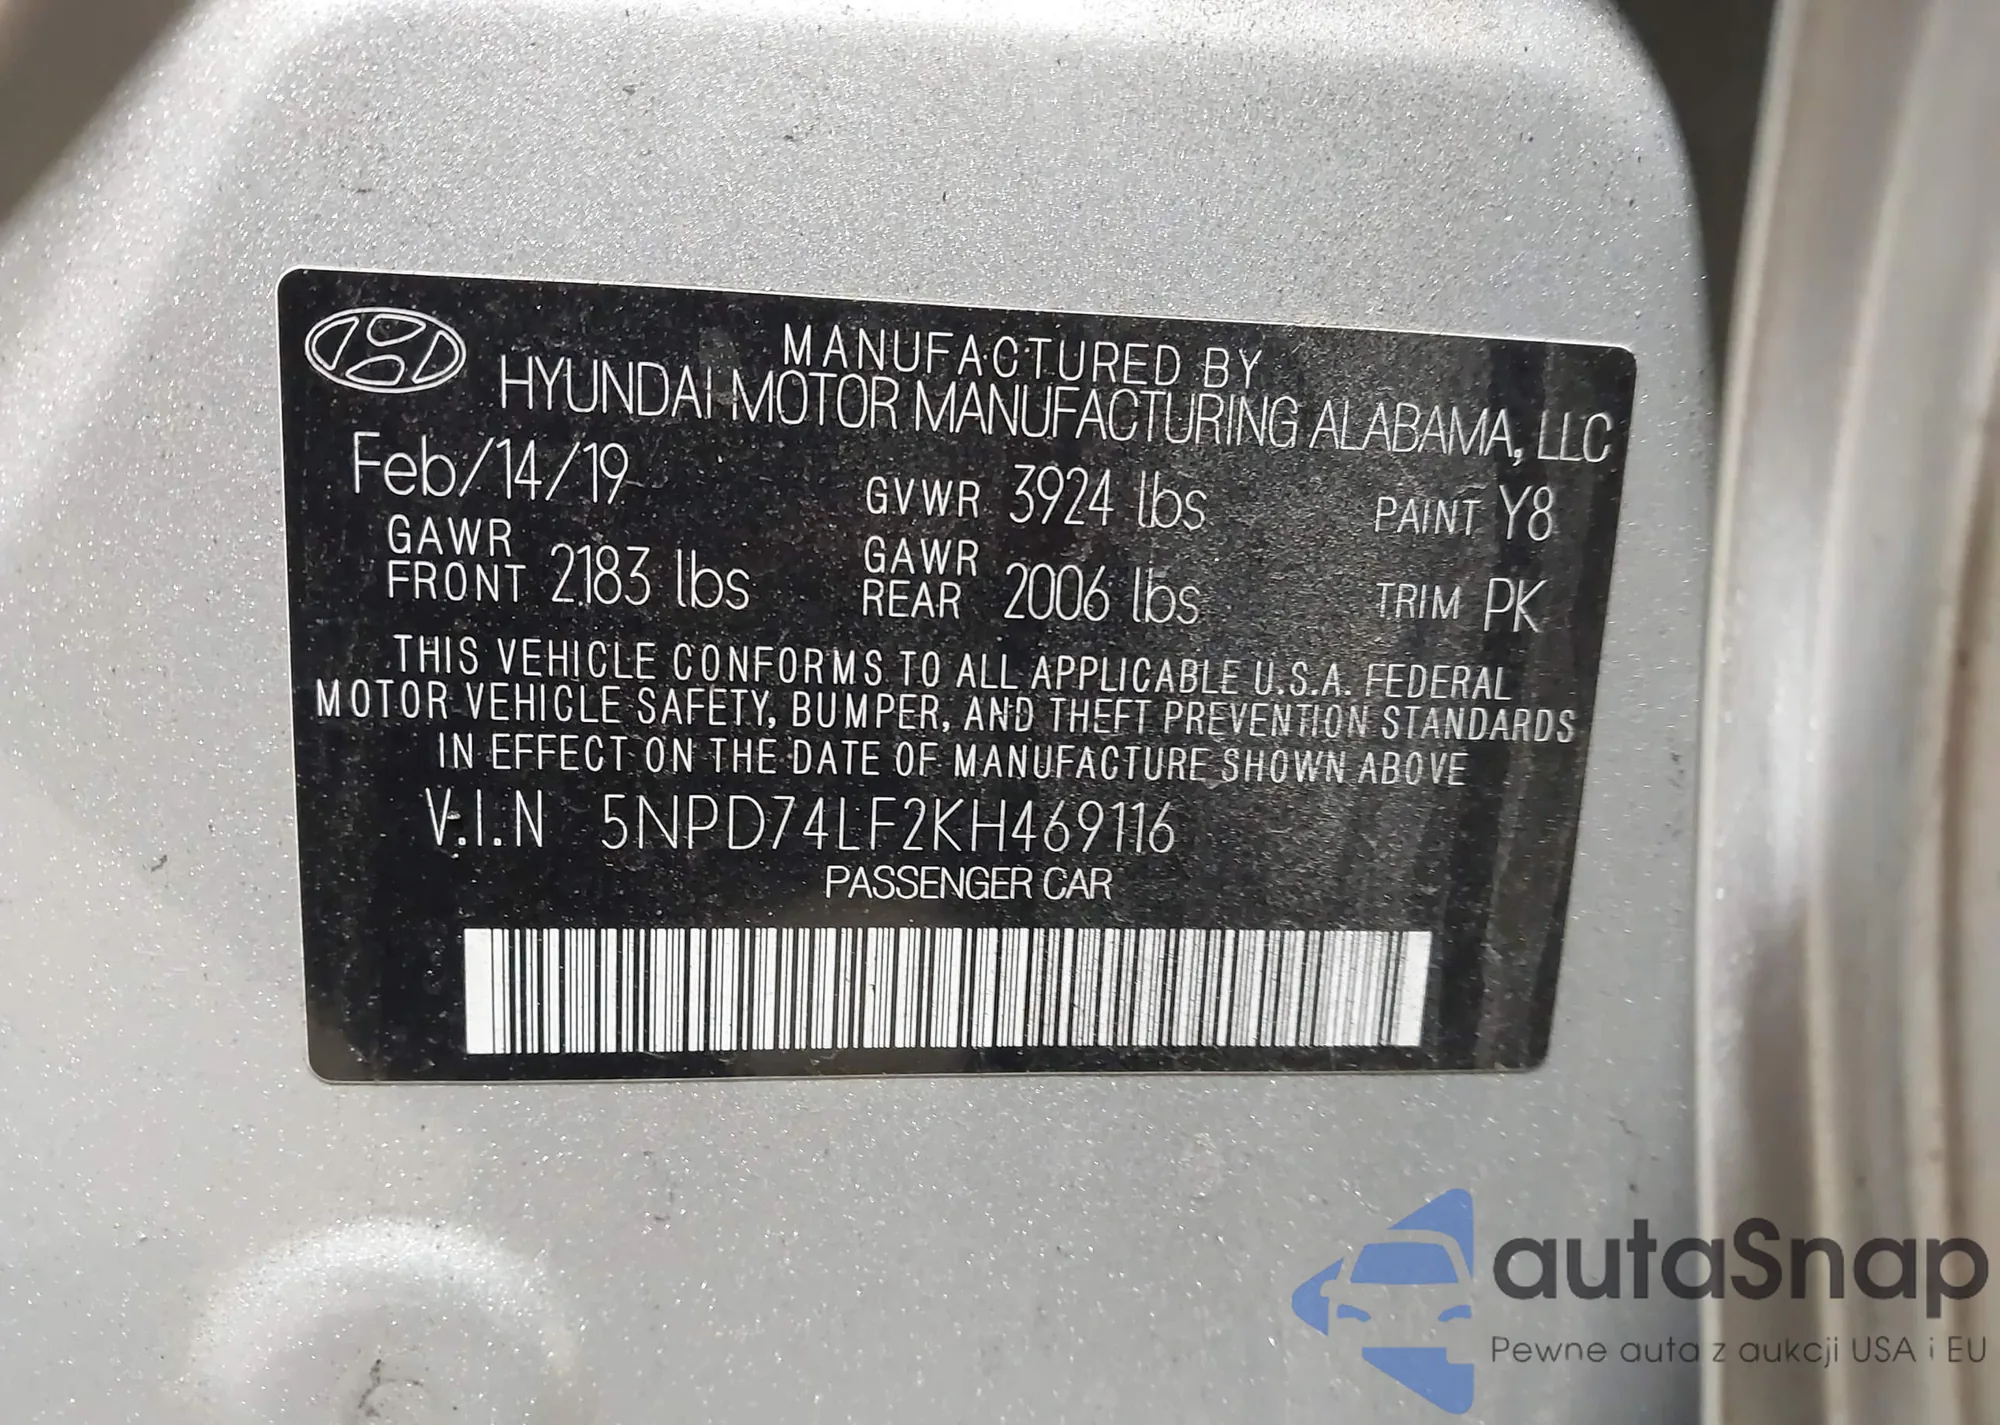 MANUFACTURED BY
HYUNDAI MOTOR MANUFACTURING ALABAMA, LLC
Feb/14/19 GVWR 3924 lbs PAINT Y8
GAWR FRONT 2183 lbs GAWR REAR 2006 lbs TRIM PK
THIS VEHICLE CONFORMS TO ALL APPLICABLE U.S.A. FEDERAL
MOTOR VEHICLE SAFETY, BUMPER, AND THEFT PREVENTION STANDARDS
IN EFFECT ON THE DATE OF MANUFACTURE SHOWN ABOVE
V.I.N 5NPD74LF2KH469116
PASSENGER CAR
autaSnap
Pewne auta z aukcji USA i EU